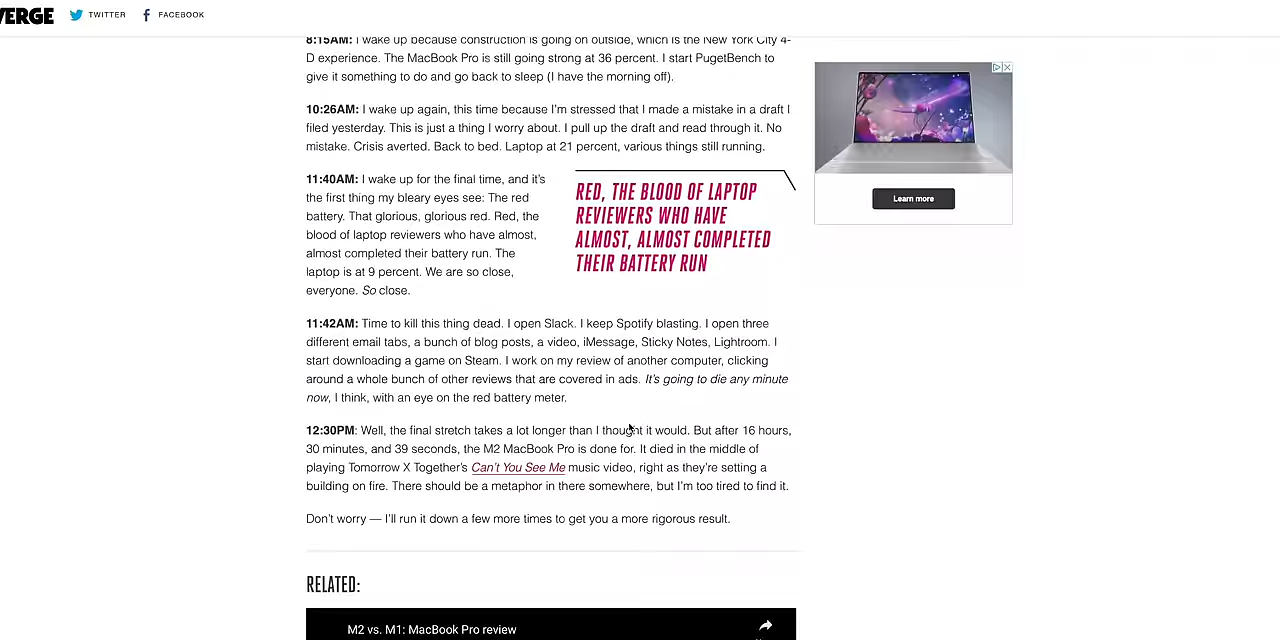 VERGE
TWITTER
FACEBOOK
8:15AM: I wake up because construction is going on outside, which is the New York City 4-
D experience. The MacBook Pro is still going strong at 36 percent. I start PugetBench to
give it something to do and go back to sleep (I have the morning off).
10:26AM: I wake up again, this time because I'm stressed that I made a mistake in a draft I
filed yesterday. This is just a thing I worry about. I pull up the draft and read through it. No
mistake. Crisis averted. Back to bed. Laptop at 21 percent, various things still running.
11:40AM: I wake up for the final time, and it's
the first thing my bleary eyes see: The red
battery. That glorious, glorious red. Red, the
blood of laptop reviewers who have almost,
almost completed their battery run. The
laptop is at 9 percent. We are so close,
everyone. So close.
RED, THE BLOOD OF LAPTOP
REVIEWERS WHO HAVE
ALMOST, ALMOST COMPLETED
THEIR BATTERY RUN
11:42AM: Time to kill this thing dead. I open Slack. I keep Spotify blasting. I open three
different email tabs, a bunch of blog posts, a video, iMessage, Sticky Notes, Lightroom. I
start downloading a game on Steam. I work on my review of another computer, clicking
around a whole bunch of other reviews that are covered in ads. It's going to die any minute
now, I think, with an eye on the red battery meter.
12:30PM: Well, the final stretch takes a lot longer than I thought it would. But after 16 hours,
30 minutes, and 39 seconds, the M2 MacBook Pro is done for. It died in the middle of
playing Tomorrow X Together's Can't You See Me music video, right as they're setting a
building on fire. There should be a metaphor in there somewhere, but I'm too tired to find it.
Don't worry — I'll run it down a few more times to get you a more rigorous result.
RELATED:
M2 vs. M1: MacBook Pro review
Learn more